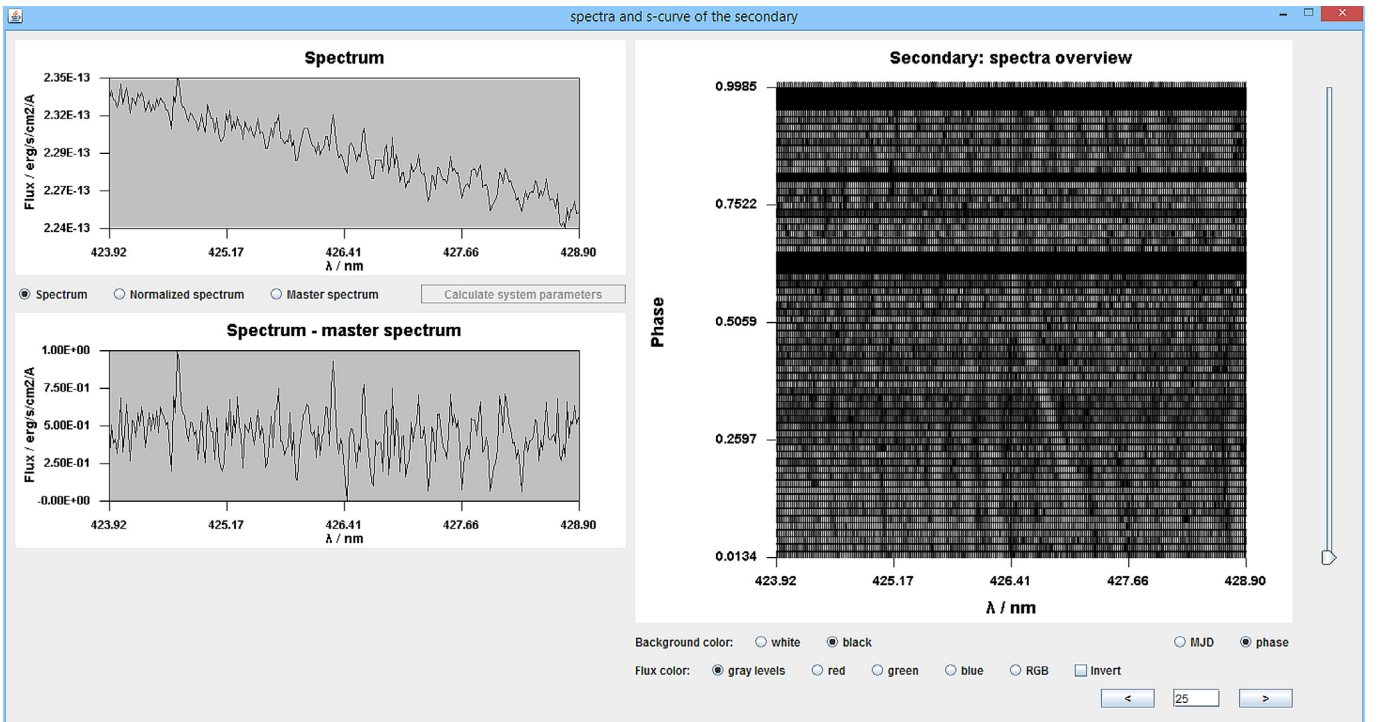 spectra and s-curve of the secondary
Spectrum
Flux / erg/s/cm2/A
2.35E-13
2.32E-13
2.29E-13
2.27E-13
2.24E-13
423.92 425.17 426.41 427.66 428.90
λ / nm
Spectrum Normalized spectrum Master spectrum Calculate system parameters
Spectrum - master spectrum
Flux / erg/s/cm2/A
1.00E+00
7.50E-01
5.00E-01
2.50E-01
-0.00E+00
423.92 425.17 426.41 427.66 428.90
λ / nm
Secondary: spectra overview
Phase
0.9985
0.7522
0.5059
0.2597
0.0134
423.92 425.17 426.41 427.66 428.90
λ / nm
Background color: white black MJD phase
Flux color: gray levels red green blue RGB Invert
< 25 >